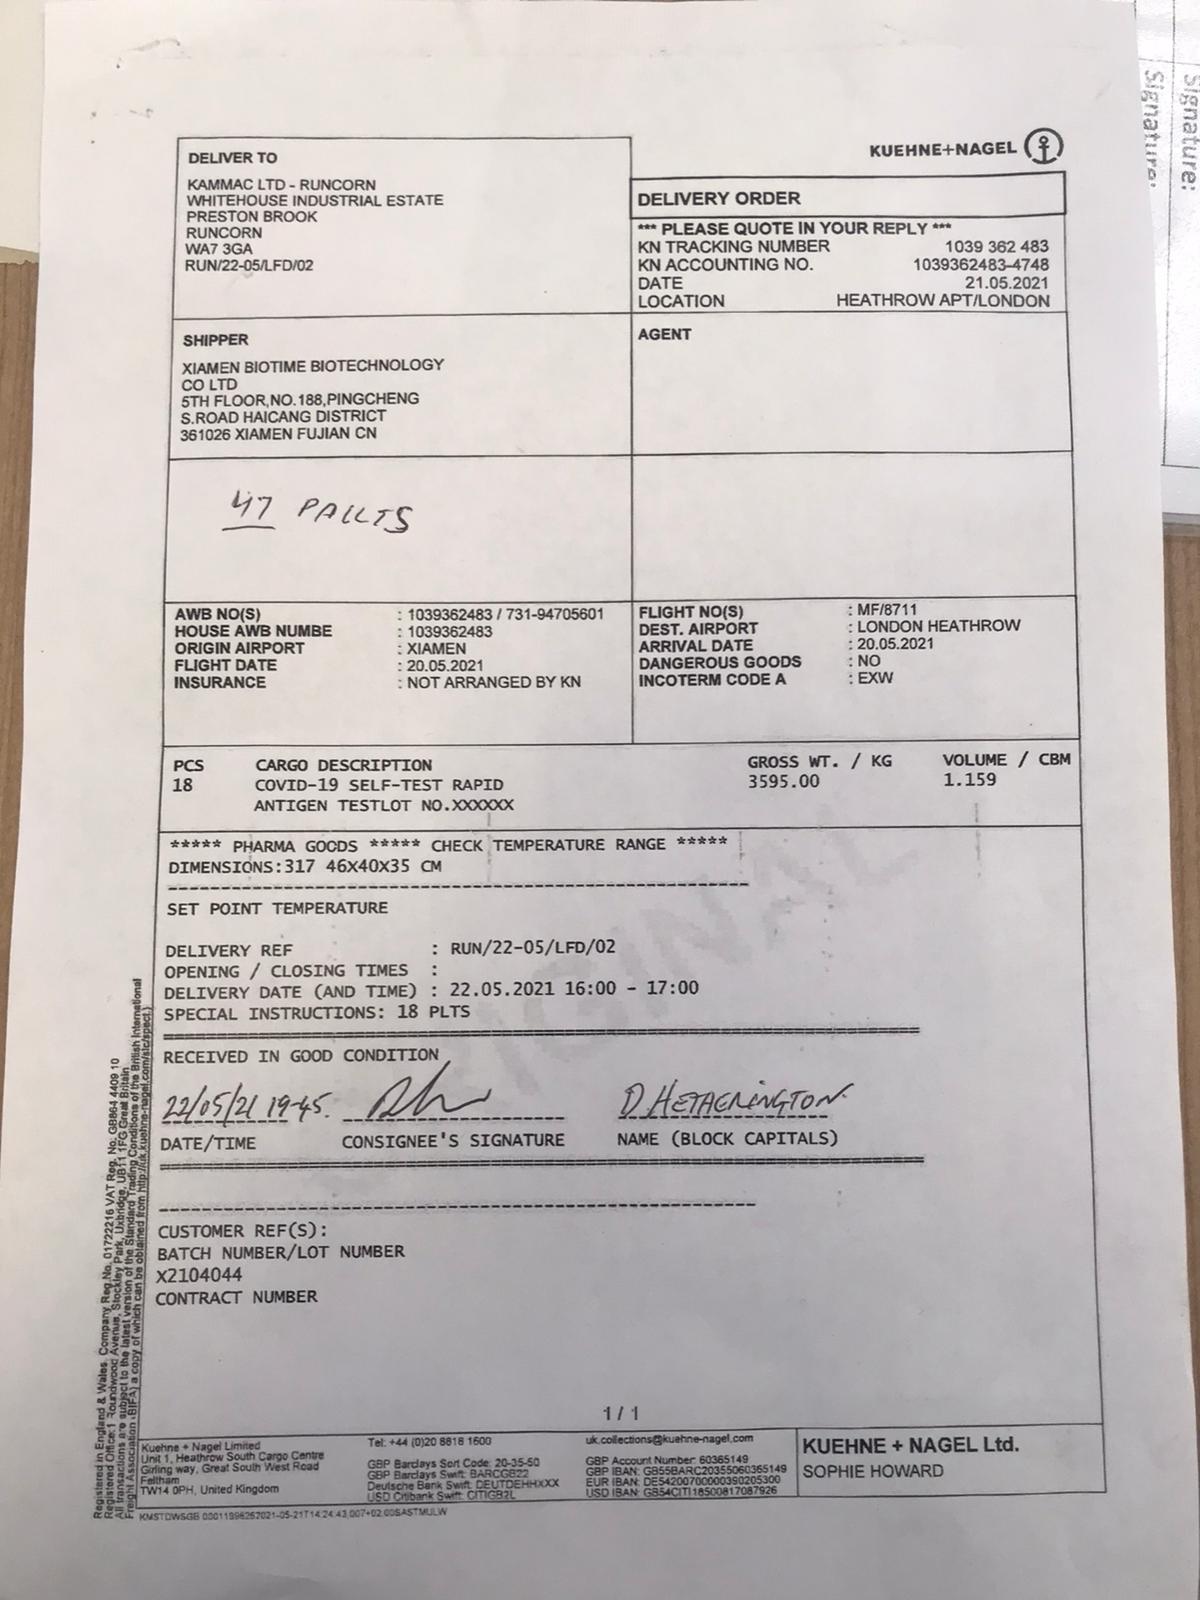 Signature:
Signature:
KUEHNE+NAGEL
DELIVER TO
KAMMAC LTD - RUNCORN
WHITEHOUSE INDUSTRIAL ESTATE
PRESTON BROOK
RUNCORN
WA7 3GA
RUN/22-05/LFD/02
DELIVERY ORDER
*** PLEASE QUOTE IN YOUR REPLY ***
KN TRACKING NUMBER 1039 362 483
KN ACCOUNTING NO. 1039362483-4748
DATE 21.05.2021
LOCATION HEATHROW APT/LONDON
SHIPPER
XIAMEN BIOTIME BIOTECHNOLOGY
CO LTD
5TH FLOOR,NO.188,PINGCHENG
S.ROAD HAICANG DISTRICT
361026 XIAMEN FUJIAN CN
AGENT
47 PALLTS
AWB NO(S) : 1039362483 / 731-94705601
HOUSE AWB NUMBE : 1039362483
ORIGIN AIRPORT : XIAMEN
FLIGHT DATE : 20.05.2021
INSURANCE : NOT ARRANGED BY KN
FLIGHT NO(S) : MF/8711
DEST. AIRPORT : LONDON HEATHROW
ARRIVAL DATE : 20.05.2021
DANGEROUS GOODS : NO
INCOTERM CODE A : EXW
PCS CARGO DESCRIPTION GROSS WT. / KG VOLUME / CBM
18 COVID-19 SELF-TEST RAPID 3595.00 1.159
ANTIGEN TESTLOT NO.XXXXXX
***** PHARMA GOODS ***** CHECK TEMPERATURE RANGE *****
DIMENSIONS:317 46X40X35 CM
ORIGINAL
SET POINT TEMPERATURE
DELIVERY REF : RUN/22-05/LFD/02
OPENING / CLOSING TIMES :
DELIVERY DATE (AND TIME) : 22.05.2021 16:00 - 17:00
SPECIAL INSTRUCTIONS: 18 PLTS
RECEIVED IN GOOD CONDITION
22/05/21 19-45. D HETHERINGTON
DATE/TIME CONSIGNEE'S SIGNATURE NAME (BLOCK CAPITALS)
CUSTOMER REF(S):
BATCH NUMBER/LOT NUMBER
X2104044
CONTRACT NUMBER
1 / 1
Registered in England & Wales. Company Reg.No. 01722216 VAT Reg. No: GB864 4409 10
Registered Office:1 Roundwood Avenue, Stockley Park, Uxbridge, UB11 1FG Great Britain
All transactions are subject to the latest version of the Standard Trading Conditions of the British International
Freight Association (BIFA) a copy of which can be obtained from http://uk.kuehne-nagel.com/slc/spect.)
Kuehne + Nagel Limited
Unit 1, Heathrow South Cargo Centre
Girling way, Great South West Road
Feltham
TW14 0PH, United Kingdom
Tel: +44 (0)20 8818 1600
GBP Barclays Sort Code: 20-35-50
GBP Barclays Swift: BARCGB22
Deutsche Bank Swift: DEUTDEHHXXX
USD Citibank Swift: CITIGB2L
uk.collections@kuehne-nagel.com
GBP Account Number: 60365149
GBP IBAN: GB55BARC20355060365149
EUR IBAN: DE54200700000390205300
USD IBAN: GB54CITI18500817087926
KUEHNE + NAGEL Ltd.
SOPHIE HOWARD